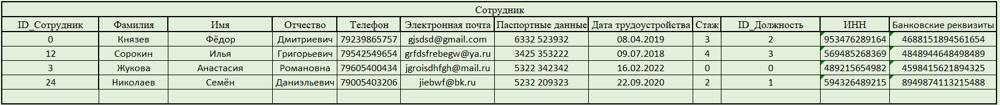 Сотрудник
ID_Сотрудник Фамилия Имя Отчество Телефон Электронная почта Паспортные данные Дата трудоустройства Стаж ID_Должность ИНН Банковские реквизиты
0 Князев Фёдор Дмитриевич 79239865757 gjsdsd@gmail.com 6332 523932 08.04.2019 3 2 953476289164 4688151894561654
12 Сорокин Илья Григорьевич 79542549654 grfdsfrebegw@ya.ru 3425 353222 09.07.2018 4 3 569485268369 4848944648498489
3 Жукова Анастасия Романовна 79605400434 jgroisdhfgh@mail.ru 5322 342342 16.02.2022 0 0 489215654982 4598415621894325
24 Николаев Семён Даниэльевич 79005403206 jiebwf@bk.ru 5232 209323 22.09.2020 2 1 594326489215 8949874113215488